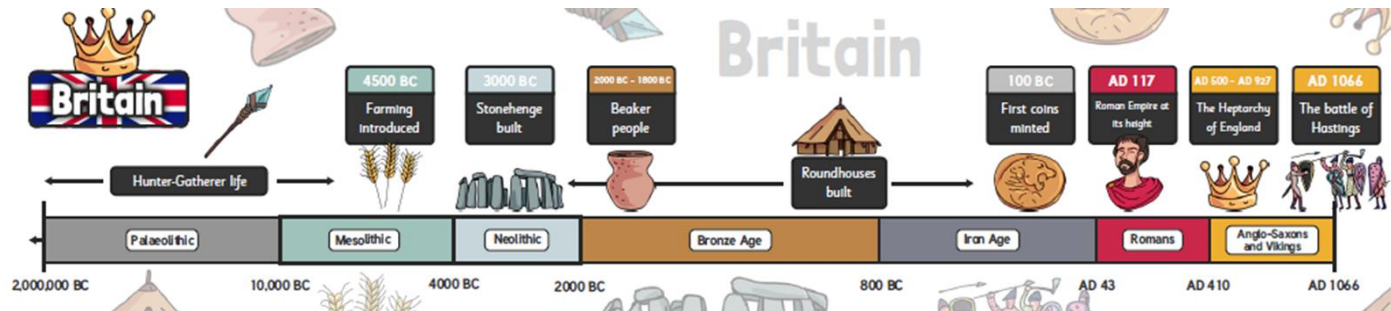 Britain
Britain
4500 BC
Farming
introduced
3000 BC
Stonehenge
built
2000 BC - 1800 BC
Beaker
people
100 BC
First coins
minted
AD 117
Roman Empire at
its height
AD 500 - AD 927
The Heptarchy
of England
AD 1066
The battle of
Hastings
Hunter-Gatherer life
Roundhouses
built
Palaeolithic
Mesolithic
Neolithic
Bronze Age
Iron Age
Romans
Anglo-Saxons
and Vikings
2,000,000 BC
10,000 BC
4000 BC
2000 BC
800 BC
AD 43
AD 410
AD 1066